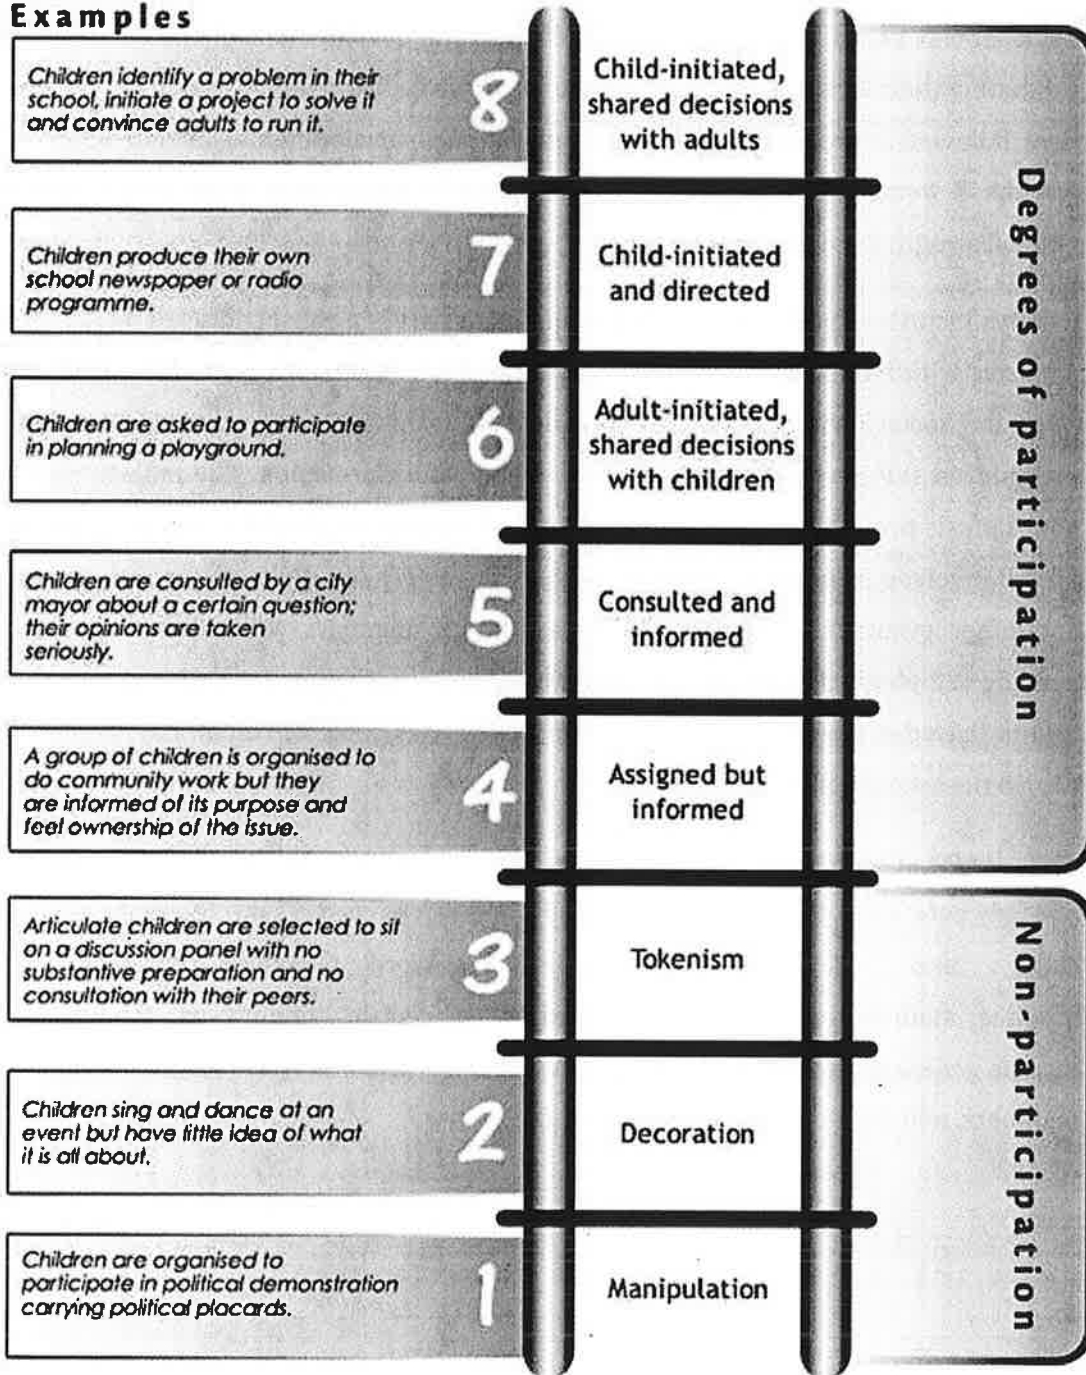 Examples
Children identify a problem in their
school, initiate a project to solve it
and convince adults to run it.
8
Child-initiated,
shared decisions
with adults
Children produce their own
school newspaper or radio
programme.
7
Child-initiated
and directed
Children are asked to participate
in planning a playground.
6
Adult-initiated,
shared decisions
with children
Children are consulted by a city
mayor about a certain question;
their opinions are taken
seriously.
5
Consulted and
informed
A group of children is organised to
do community work but they
are informed of its purpose and
feel ownership of the issue.
4
Assigned but
informed
Degrees of participation
Articulate children are selected to sit
on a discussion panel with no
substantive preparation and no
consultation with their peers.
3
Tokenism
Children sing and dance at an
event but have little idea of what
it is all about.
2
Decoration
Children are organised to
participate in political demonstration
carrying political placards.
1
Manipulation
Non-participation